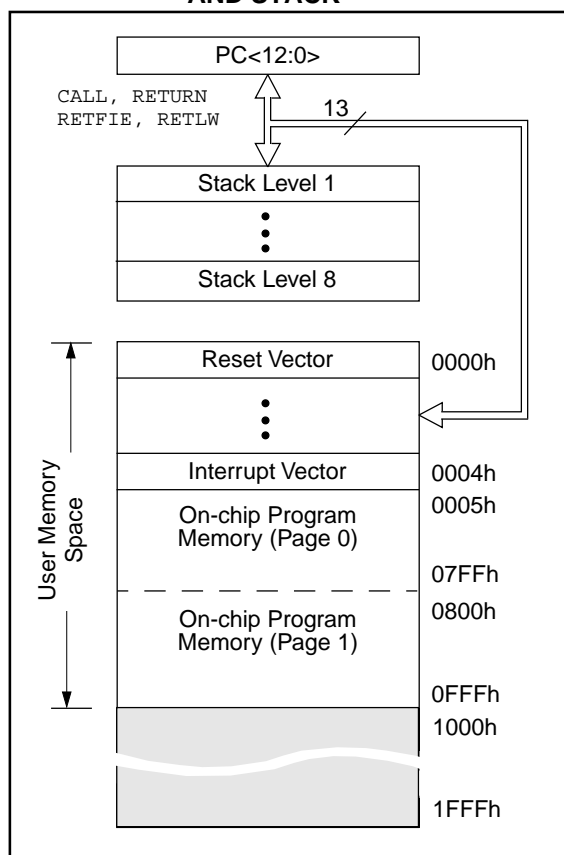 AND STACK
PC<12:0>
CALL, RETURN
RETFIE, RETLW
13
Stack Level 1
Stack Level 8
Reset Vector
0000h
Interrupt Vector
0004h
0005h
On-chip Program
Memory (Page 0)
07FFh
0800h
On-chip Program
Memory (Page 1)
0FFFh
1000h
1FFFh
User Memory
Space